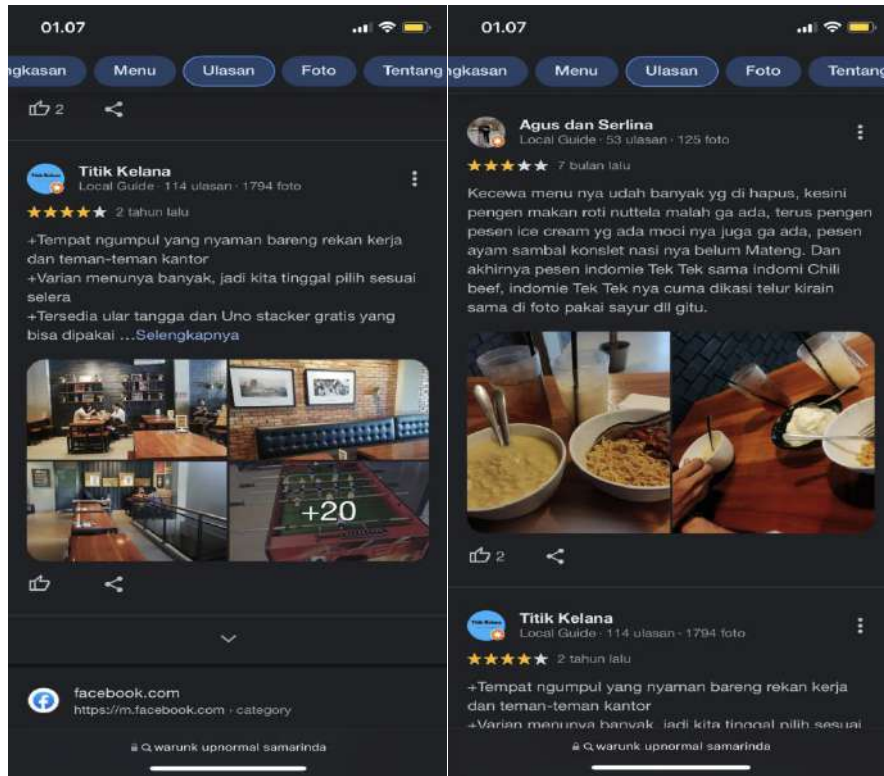 01.07
ngkasan Menu Ulasan Foto Tentang
2
Titik Kelana
Local Guide · 114 ulasan · 1794 foto
2 tahun lalu
+Tempat ngumpul yang nyaman bareng rekan kerja
dan teman-teman kantor
+Varian menunya banyak, jadi kita tinggal pilih sesuai
selera
+Tersedia ular tangga dan Uno stacker gratis yang
bisa dipakai ...Selengkapnya
+20
facebook.com
https://m.facebook.com › category
warunk upnormal samarinda
01.07
ngkasan Menu Ulasan Foto Tentang
Agus dan Serlina
Local Guide · 53 ulasan · 125 foto
7 bulan lalu
Kecewa menu nya udah banyak yg di hapus, kesini
pengen makan roti nuttela malah ga ada, terus pengen
pesen ice cream yg ada moci nya juga ga ada, pesen
ayam sambal konslet nasi nya belum Mateng. Dan
akhirnya pesen indomie Tek Tek sama indomi Chili
beef, indomie Tek Tek nya cuma dikasi telur kirain
sama di foto pakai sayur dll gitu.
2
Titik Kelana
Local Guide · 114 ulasan · 1794 foto
2 tahun lalu
+Tempat ngumpul yang nyaman bareng rekan kerja
dan teman-teman kantor
+Varian menunya banyak, jadi kita tinggal pilih sesuai
warunk upnormal samarinda